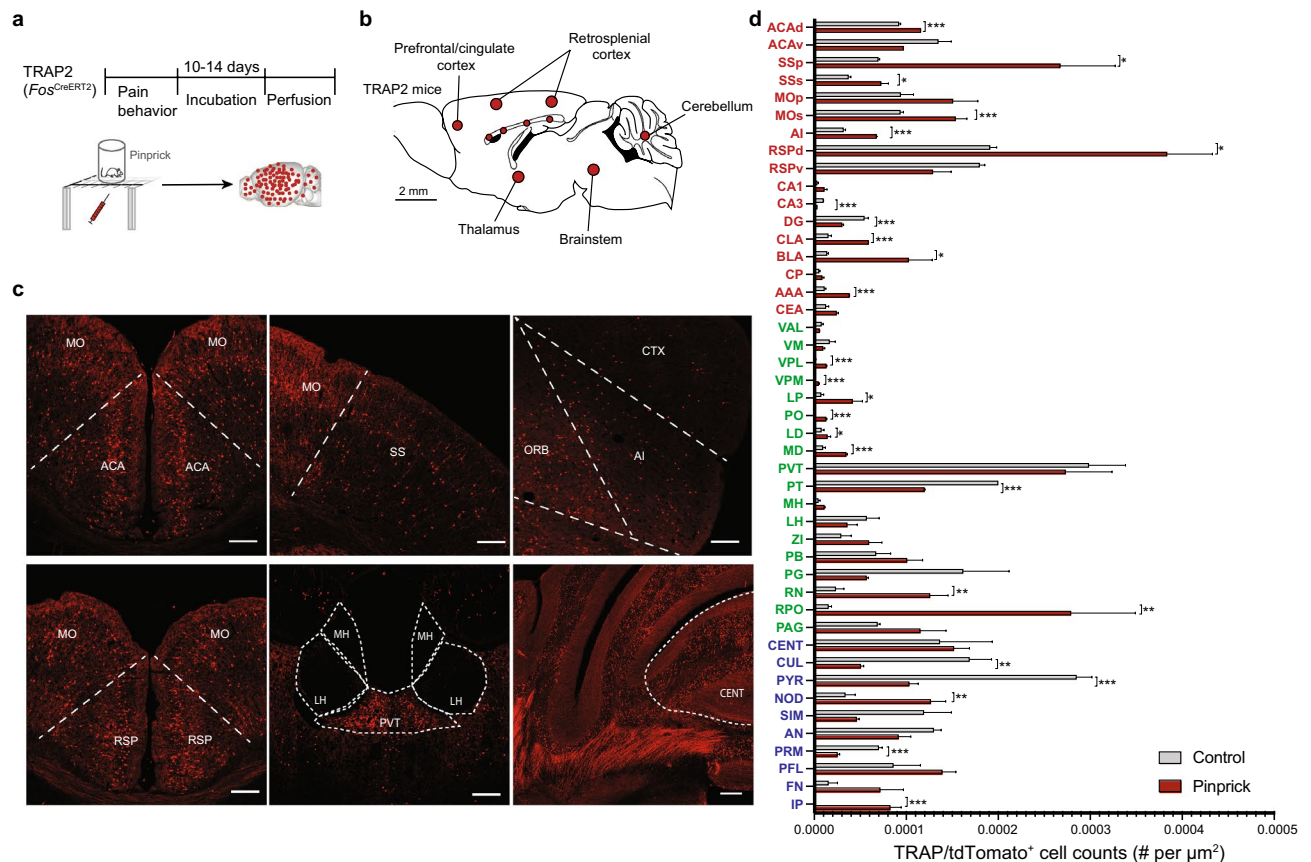 a
TRAP2
(FosCreERT2)
10-14 days
Pain
behavior
Incubation
Perfusion
Pinprick
b
Prefrontal/cingulate
cortex
Retrosplenial
cortex
TRAP2 mice
Cerebellum
2 mm
Thalamus
Brainstem
c
MO
MO
ACA
ACA
MO
SS
CTX
ORB
AI
MO
MO
RSP
RSP
MH
MH
LH
LH
PVT
CENT
d
ACAd
***
ACAv
SSp
*
SSs
*
MOp
MOs
***
AI
***
RSPd
*
RSPv
CA1
CA3
***
DG
***
CLA
***
BLA
*
CP
AAA
***
CEA
VAL
VM
VPL
***
VPM
***
LP
*
PO
***
LD
*
MD
***
PVT
PT
***
MH
LH
ZI
PB
PG
RN
**
RPO
**
PAG
CENT
CUL
**
PYR
***
NOD
**
SIM
AN
PRM
***
PFL
FN
IP
***
Control
Pinprick
0.0000 0.0001 0.0002 0.0003 0.0004 0.0005
TRAP/tdTomato+ cell counts (# per µm2)